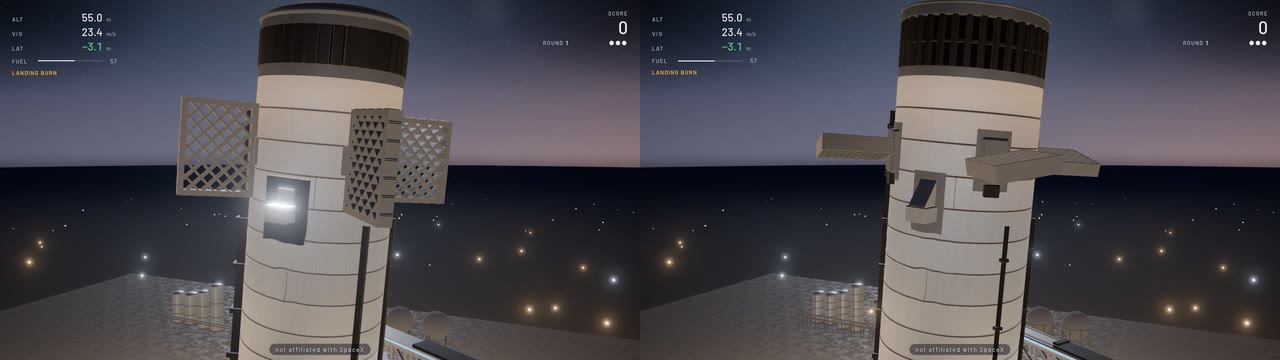 ALT 55.0 m
V/S 23.4 m/s
LAT −3.1 m
FUEL 57
LANDING BURN
SCORE
0
ROUND 1
not affiliated with SpaceX
ALT 55.0 m
V/S 23.4 m/s
LAT −3.1 m
FUEL 57
LANDING BURN
SCORE
0
ROUND 1
not affiliated with SpaceX